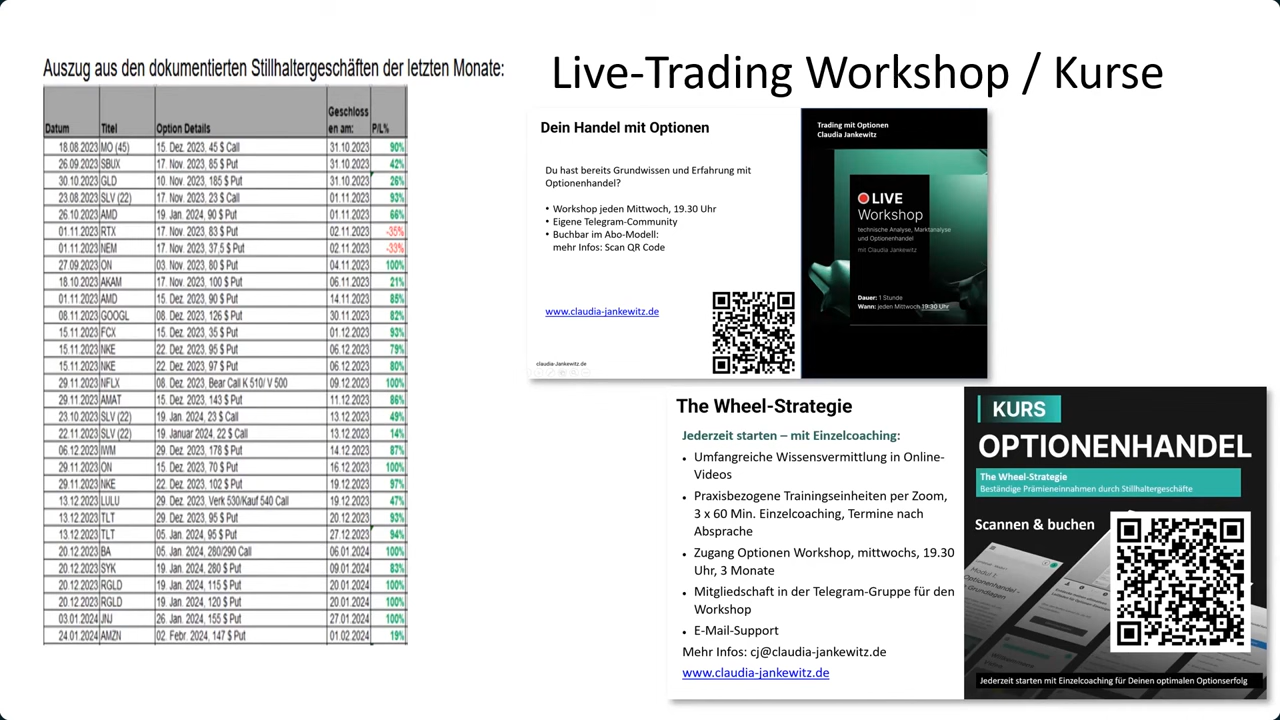 Auszug aus den dokumentierten Stillhaltergeschäften der letzten Monate:
Datum Titel Option Details Geschloss en am: P/L%
18.08.2023 MO (45) 15. Dez. 2023, 45 $ Call 31.10.2023 90%
26.09.2023 SBUX 17. Nov. 2023, 85 $ Put 31.10.2023 42%
30.10.2023 GLD 10. Nov. 2023, 185 $ Put 31.10.2023 26%
23.08.2023 SLV (22) 17. Nov. 2023, 23 $ Call 01.11.2023 93%
26.10.2023 AMD 19. Jan. 2024, 90 $ Put 01.11.2023 66%
01.11.2023 RTX 17. Nov. 2023, 83 $ Put 02.11.2023 -35%
01.11.2023 NEM 17. Nov. 2023, 37,5 $ Put 02.11.2023 -33%
27.09.2023 ON 03. Nov. 2023, 80 $ Put 04.11.2023 100%
18.10.2023 AKAM 17. Nov. 2023, 100 $ Put 06.11.2023 21%
01.11.2023 AMD 15. Dez. 2023, 90 $ Put 14.11.2023 85%
08.11.2023 GOOGL 15. Dez. 2023, 126 $ Put 30.11.2023 82%
15.11.2023 FCX 15. Dez. 2023, 35 $ Put 01.12.2023 93%
15.11.2023 NKE 22. Dez. 2023, 95 $ Put 06.12.2023 79%
15.11.2023 NKE 22. Dez. 2023, 97 $ Put 06.12.2023 80%
29.11.2023 NFLX 08. Dez. 2023, Bear Call K 510/ V 500 09.12.2023 100%
29.11.2023 AMAT 15. Dez. 2023, 143 $ Put 11.12.2023 86%
23.10.2023 SLV (22) 19. Jan. 2024, 23 $ Call 13.12.2023 49%
22.11.2023 SLV (22) 19. Januar 2024, 22 $ Call 13.12.2023 14%
06.12.2023 IWM 29. Dez. 2023, 178 $ Put 14.12.2023 87%
29.11.2023 ON 15. Dez. 2023, 70 $ Put 16.12.2023 100%
29.11.2023 NKE 22. Dez. 2023, 102 $ Put 19.12.2023 97%
13.12.2023 LULU 29. Dez. 2023, Verk 530/Kauf 540 Call 19.12.2023 47%
13.12.2023 TLT 29. Dez. 2023, 95 $ Put 20.12.2023 93%
13.12.2023 TLT 05. Jan. 2024, 95 $ Put 27.12.2023 94%
20.12.2023 BA 05. Jan. 2024, 280/290 Call 06.01.2024 100%
20.12.2023 SYK 19. Jan. 2024, 280 $ Put 09.01.2024 83%
20.12.2023 RGLD 19. Jan. 2024, 115 $ Put 20.01.2024 100%
20.12.2023 RGLD 19. Jan. 2024, 120 $ Put 20.01.2024 100%
03.01.2024 JNJ 26. Jan. 2024, 155 $ Put 27.01.2024 100%
24.01.2024 AMZN 02. Febr. 2024, 147 $ Put 01.02.2024 19%
Live-Trading Workshop / Kurse
Dein Handel mit Optionen
Du hast bereits Grundwissen und Erfahrung mit
Optionenhandel?
• Workshop jeden Mittwoch, 19.30 Uhr
• Eigene Telegram-Community
• Buchbar im Abo-Modell:
mehr Infos: Scan QR Code
www.claudia-jankewitz.de
claudia-Jankewitz.de
Trading mit Optionen
Claudia Jankewitz
LIVE
Workshop
technische Analyse, Marktanalyse
und Optionenhandel
mit Claudia Jankewitz
Dauer: 1 Stunde
Wann: jeden Mittwoch 19:30 Uhr
The Wheel-Strategie
Jederzeit starten – mit Einzelcoaching:
• Umfangreiche Wissensvermittlung in Online-
Videos
• Praxisbezogene Trainingseinheiten per Zoom,
3 x 60 Min. Einzelcoaching, Termine nach
Absprache
• Zugang Optionen Workshop, mittwochs, 19.30
Uhr, 3 Monate
• Mitgliedschaft in der Telegram-Gruppe für den
Workshop
• E-Mail-Support
Mehr Infos: cj@claudia-jankewitz.de
www.claudia-jankewitz.de
KURS
OPTIONENHANDEL
The Wheel-Strategie
Beständige Prämieneinnahmen durch Stillhaltergeschäfte
Scannen & buchen
Modul 1
Optionenhandel -
Grundlagen
Jederzeit starten mit Einzelcoaching für Deinen optimalen Optionserfolg